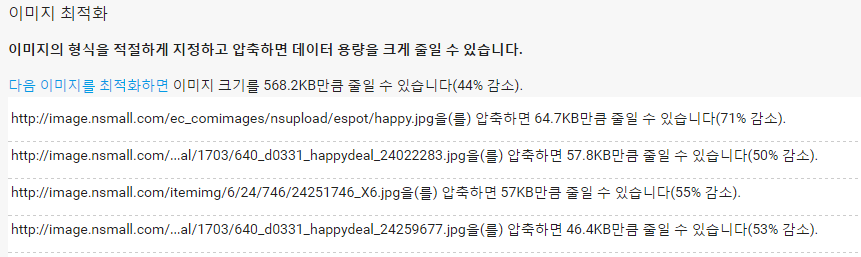 이미지 최적화
이미지의 형식을 적절하게 지정하고 압축하면 데이터 용량을 크게 줄일 수 있습니다.
다음 이미지를 최적화하면 이미지 크기를 568.2KB만큼 줄일 수 있습니다(44% 감소).
http://image.nsmall.com/ec_comimages/nsupload/espot/happy.jpg을(를) 압축하면 64.7KB만큼 줄일 수 있습니다(71% 감소).
http://image.nsmall.com/...al/1703/640_d0331_happydeal_24022283.jpg을(를) 압축하면 57.8KB만큼 줄일 수 있습니다(50% 감소).
http://image.nsmall.com/itemimg/6/24/746/24251746_X6.jpg을(를) 압축하면 57KB만큼 줄일 수 있습니다(55% 감소).
http://image.nsmall.com/...al/1703/640_d0331_happydeal_24259677.jpg을(를) 압축하면 46.4KB만큼 줄일 수 있습니다(53% 감소).